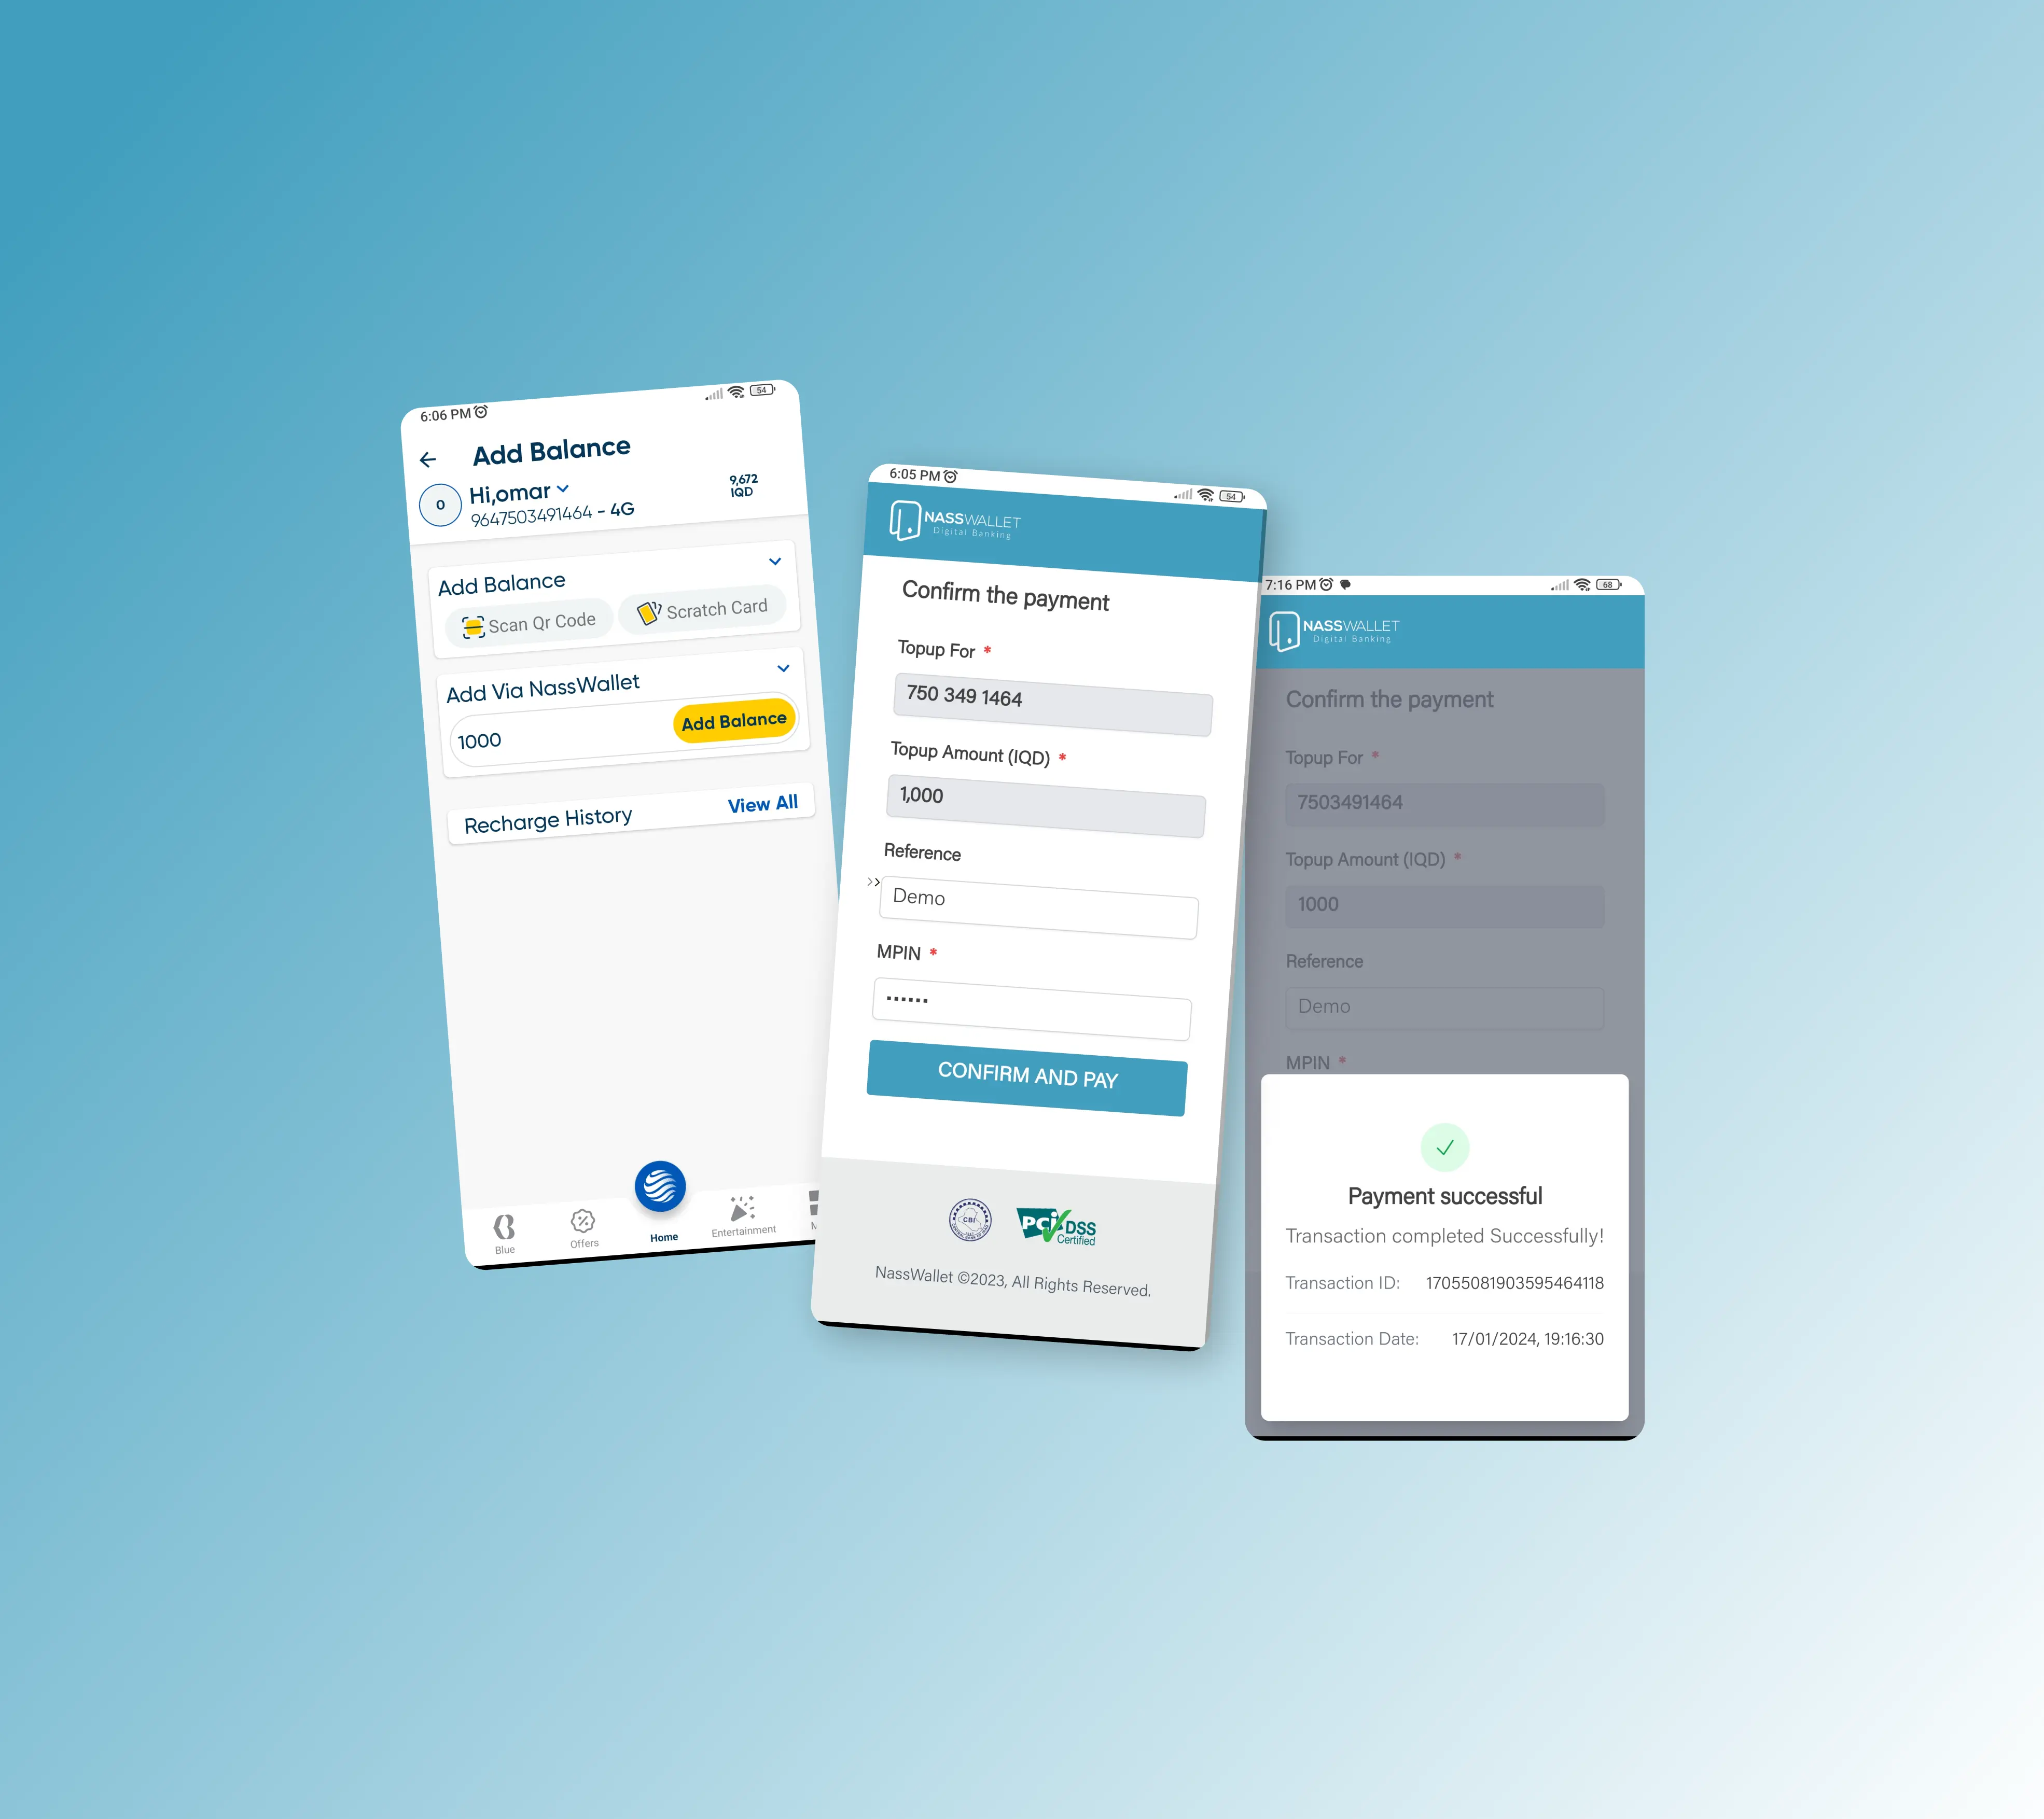 6:06 PM
54
Add Balance
O
Hi,omar
9647503491464 - 4G
9,672
IQD
Add Balance
Scan Qr Code
Scratch Card
Add Via NassWallet
1000
Add Balance
Recharge History
View All
Blue
Offers
Home
Entertainment
6:05 PM
54
NASSWALLET
Digital Banking
Confirm the payment
Topup For *
750 349 1464
Topup Amount (IQD) *
1,000
Reference
>>
Demo
MPIN *
••••••
CONFIRM AND PAY
CBI
PCI DSS
Certified
NassWallet ©2023, All Rights Reserved.
7:16 PM
68
NASSWALLET
Digital Banking
Confirm the payment
Topup For *
7503491464
Topup Amount (IQD) *
1000
Reference
Demo
MPIN *
Payment successful
Transaction completed Successfully!
Transaction ID: 17055081903595464118
Transaction Date: 17/01/2024, 19:16:30